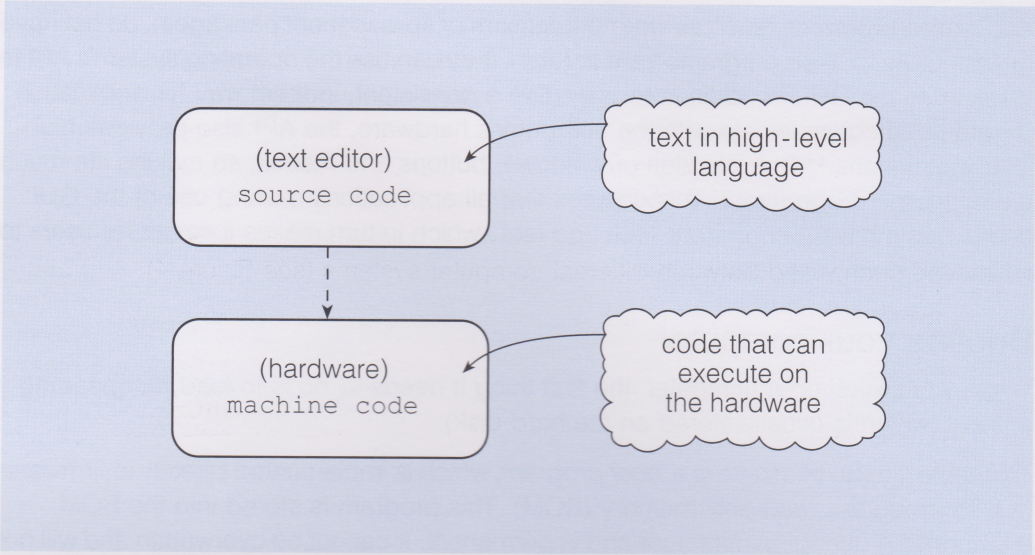 (text editor)
source code
text in high-level
language
(hardware)
machine code
code that can
execute on
the hardware